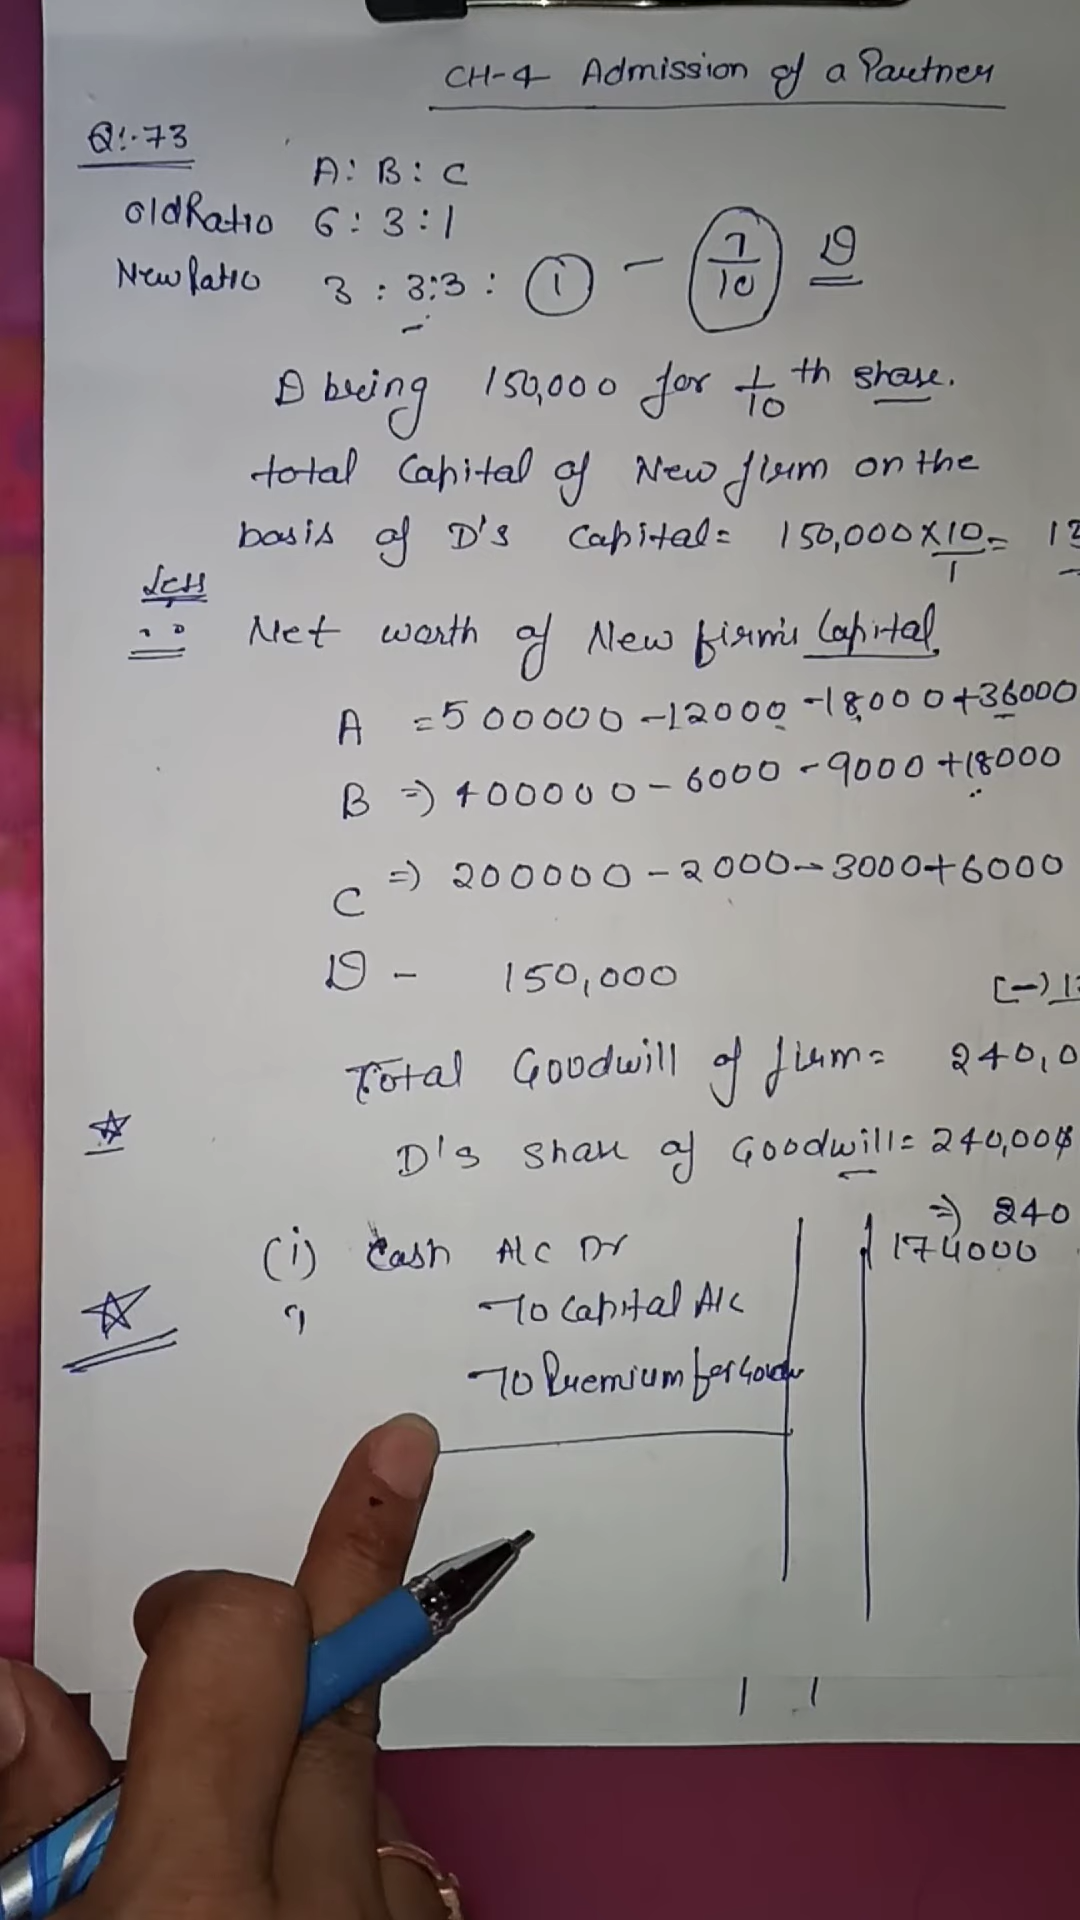 CH-4 Admission of a Partner
Q:-73
A: B: C
Old Ratio 6: 3: 1
New Ratio 3 : 3:3: 1 - 7/10 D
D being 150,000 for 1/10 th share.
total Capital of New firm on the
basis of D's Capital= 150,000×10/1=
Less
Net worth of New firm's Capital
A =500000-12000-18000+36000
B => 400000-6000-9000+18000
C => 200000-2000-3000+6000
D - 150,000
(-)
Total Goodwill of firm= 240,0
D's share of Goodwill= 240,00
=> 240
(i) Cash A/c Dr 174000
To Capital A/c
To Premium for